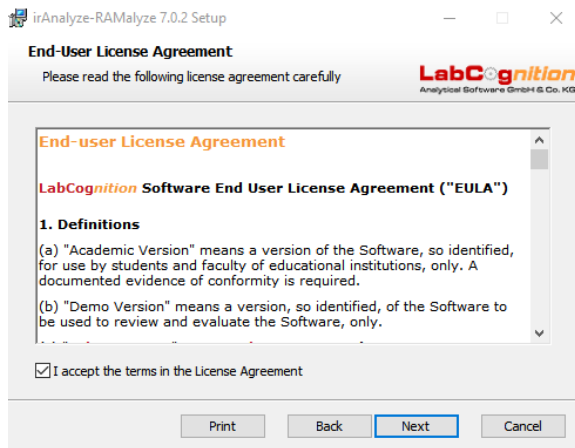 irAnalyze-RAMalyze 7.0.2 Setup
End-User License Agreement
Please read the following license agreement carefully
LabCognition
Analytical Software GmbH & Co. KG
End-user License Agreement
LabCognition Software End User License Agreement ("EULA")
1. Definitions
(a) "Academic Version" means a version of the Software, so identified,
for use by students and faculty of educational institutions, only. A
documented evidence of conformity is required.
(b) "Demo Version" means a version, so identified, of the Software to
be used to review and evaluate the Software, only.
I accept the terms in the License Agreement
Print
Back
Next
Cancel